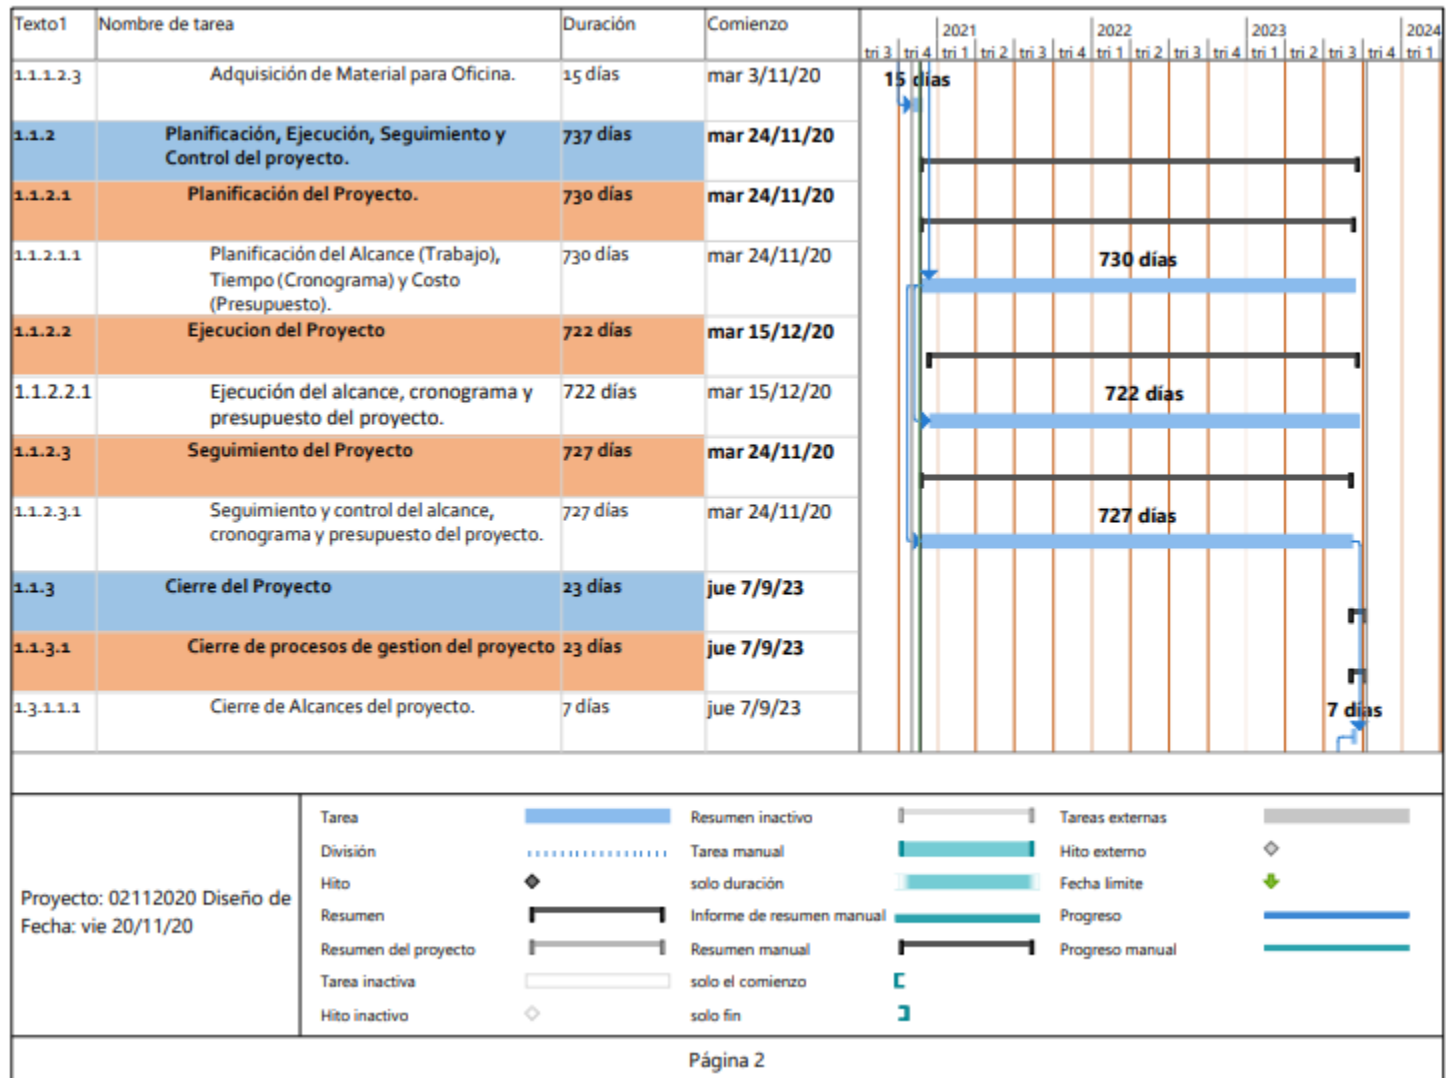 Texto1 Nombre de tarea Duración Comienzo
2021 2022 2023 2024
tri 3 tri 4 tri 1 tri 2 tri 3 tri 4 tri 1 tri 2 tri 3 tri 4 tri 1 tri 2 tri 3 tri 4 tri 1
1.1.1.2.3 Adquisición de Material para Oficina. 15 días mar 3/11/20 15 días
1.1.2 Planificación, Ejecución, Seguimiento y 737 días mar 24/11/20
Control del proyecto.
1.1.2.1 Planificación del Proyecto. 730 días mar 24/11/20
1.1.2.1.1 Planificación del Alcance (Trabajo), 730 días mar 24/11/20 730 días
Tiempo (Cronograma) y Costo
(Presupuesto).
1.1.2.2 Ejecucion del Proyecto 722 días mar 15/12/20
1.1.2.2.1 Ejecución del alcance, cronograma y 722 días mar 15/12/20 722 días
presupuesto del proyecto.
1.1.2.3 Seguimiento del Proyecto 727 días mar 24/11/20
1.1.2.3.1 Seguimiento y control del alcance, 727 días mar 24/11/20 727 días
cronograma y presupuesto del proyecto.
1.1.3 Cierre del Proyecto 23 días jue 7/9/23
1.1.3.1 Cierre de procesos de gestion del proyecto 23 días jue 7/9/23
1.3.1.1.1 Cierre de Alcances del proyecto. 7 días jue 7/9/23 7 días
Proyecto: 02112020 Diseño de
Fecha: vie 20/11/20
Tarea Resumen inactivo Tareas externas
División Tarea manual Hito externo
Hito solo duración Fecha límite
Resumen Informe de resumen manual Progreso
Resumen del proyecto Resumen manual Progreso manual
Tarea inactiva solo el comienzo
Hito inactivo solo fin
Página 2